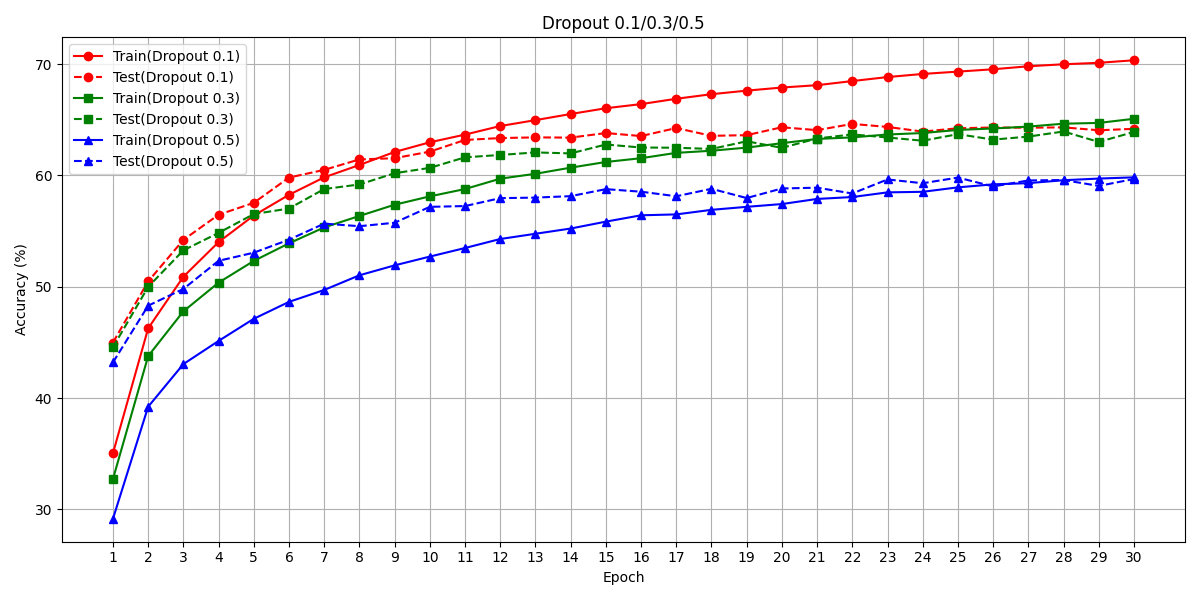 Dropout 0.1/0.3/0.5
Train(Dropout 0.1)
Test(Dropout 0.1)
Train(Dropout 0.3)
Test(Dropout 0.3)
Train(Dropout 0.5)
Test(Dropout 0.5)
Accuracy (%)
70
60
50
40
30
1 2 3 4 5 6 7 8 9 10 11 12 13 14 15 16 17 18 19 20 21 22 23 24 25 26 27 28 29 30
Epoch